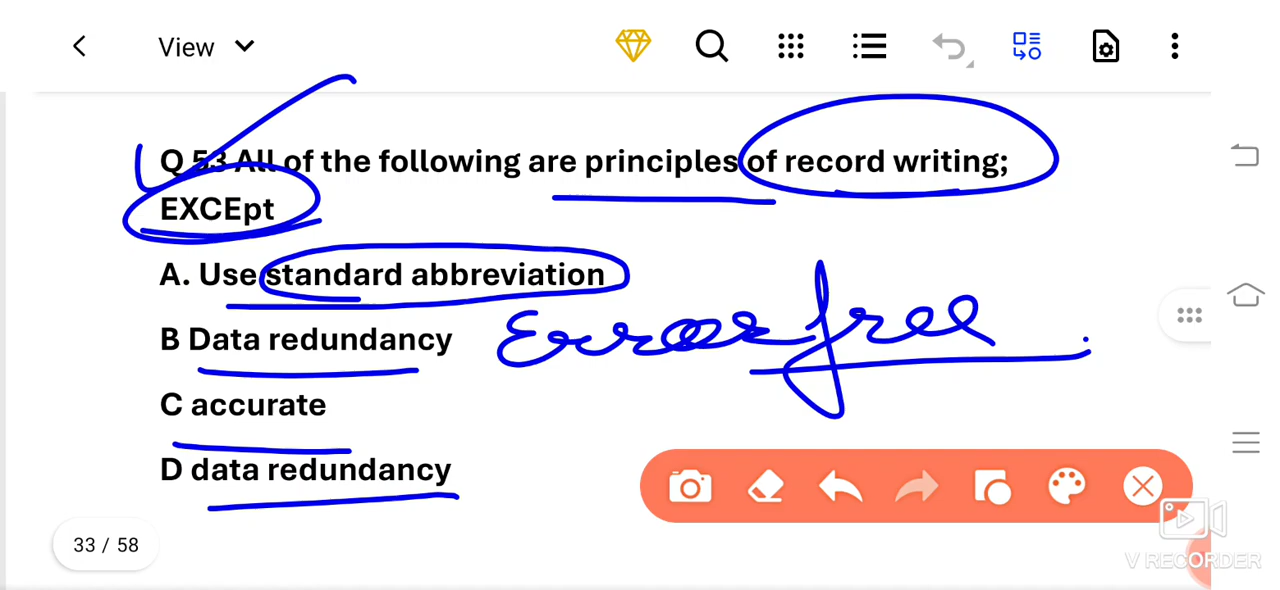 View
Q 53 All of the following are principles of record writing;
EXCEpt
A. Use standard abbreviation
B Data redundancy
Error free
C accurate
D data redundancy
33 / 58
V RECORDER